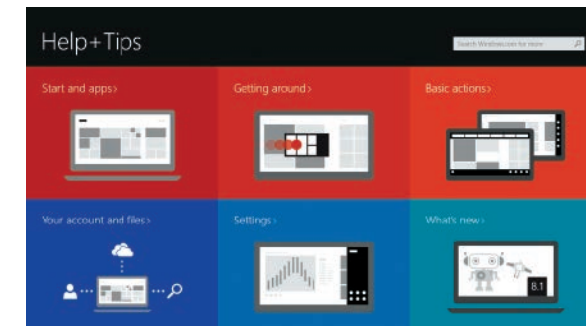 Help+Tips
Search Windows.com for more
Start and apps›
Getting around›
Basic actions›
Your account and files›
Settings›
What's new›
8.1